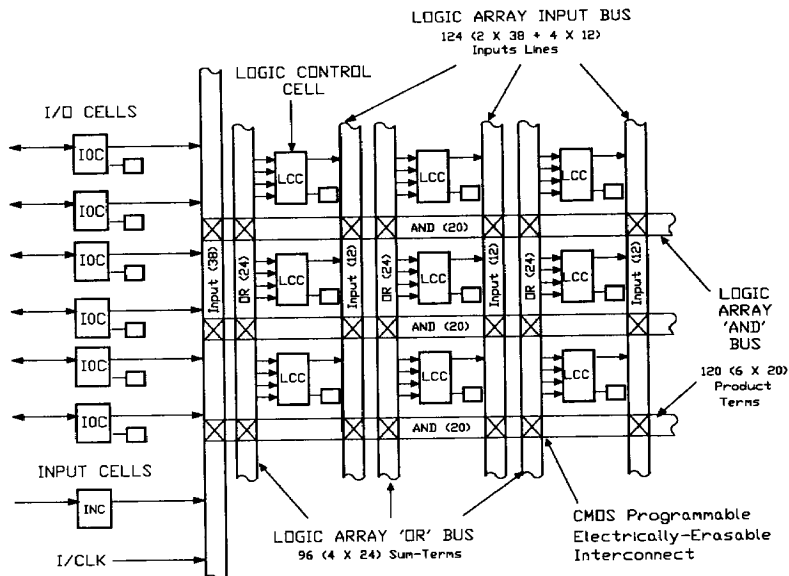 LOGIC ARRAY INPUT BUS
124 (2 X 38 + 4 X 12)
Inputs Lines
LOGIC CONTROL
CELL
I/O CELLS
IOC
LCC
LCC
LCC
IOC
AND (20)
IOC
Input (38)
OR (24)
LCC
Input (12)
OR (24)
LCC
Input (12)
OR (24)
LCC
Input (12)
LOGIC
ARRAY
'AND'
BUS
IOC
AND (20)
IOC
LCC
LCC
LCC
120 (6 X 20)
Product
Terms
IOC
AND (20)
INPUT CELLS
INC
LOGIC ARRAY 'OR' BUS
96 (4 X 24) Sum-Terms
CMOS Programmable
Electrically-Erasable
Interconnect
I/CLK